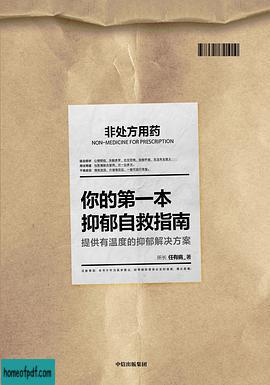 非处方用药
NON-MEDICINE FOR PRESCRIPTION
你的第一本
抑郁自救指南
提供有温度的抑郁解决方案
所长 任有病 著
中信出版集团
homeofpdf.com